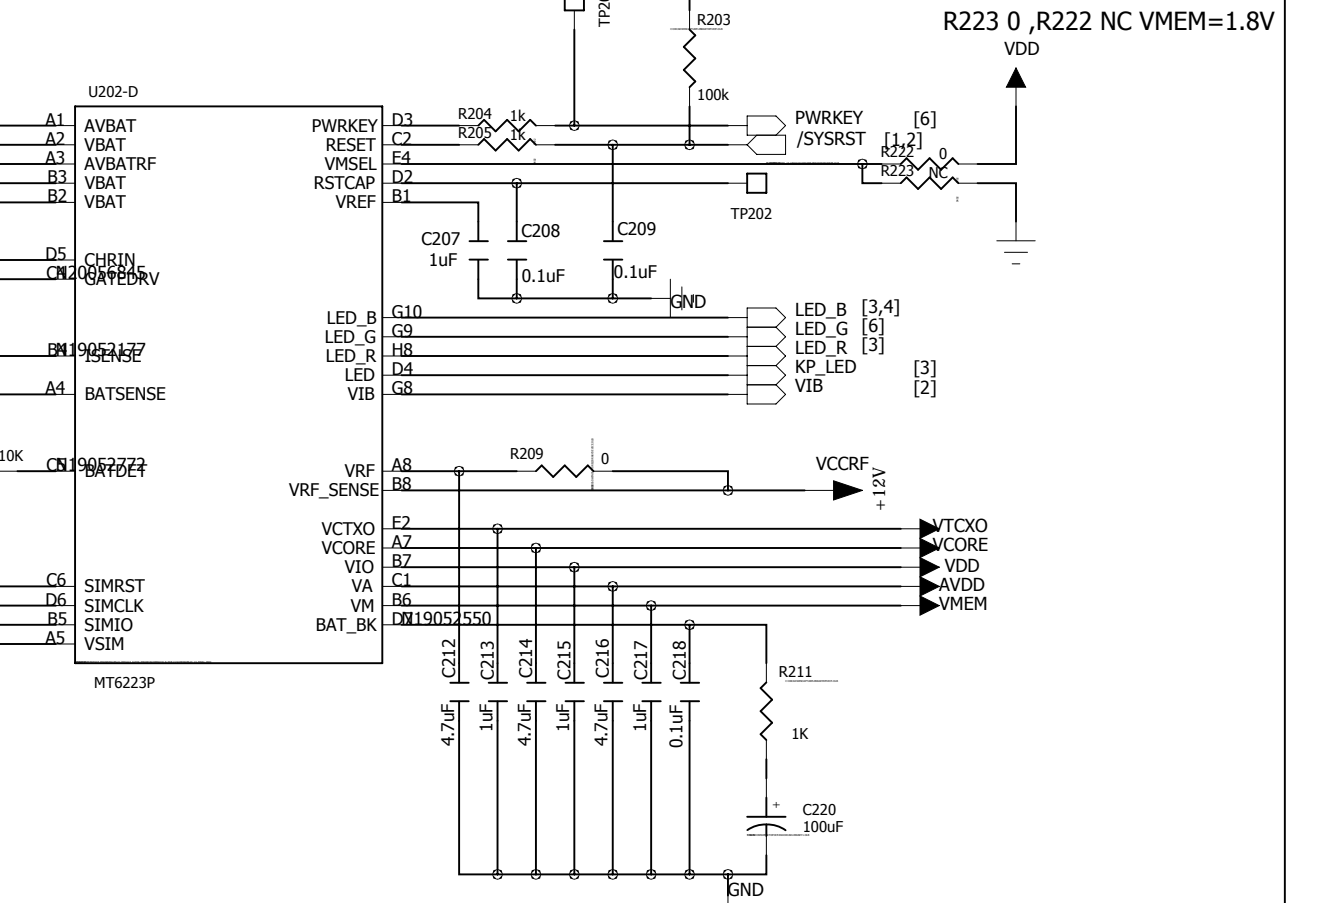 R223 0 ,R222 NC VMEM=1.8V
VDD
R203
100k
U202-D
A1 AVBAT
A2 VBAT
A3 AVBATRF
B3 VBAT
B2 VBAT
D5 CHRIN
N20056845
GATEDRV
N19052177
ISENSE
A4 BATSENSE
10K
N19052772
BATDET
C6 SIMRST
D6 SIMCLK
B5 SIMIO
A5 VSIM
MT6223P
PWRKEY D3
RESET C2
VMSEL E4
RSTCAP D2
VREF B1
LED_B G10
LED_G G9
LED_R H8
LED D4
VIB G8
VRF A8
VRF_SENSE B8
VCTXO E2
VCORE A7
VIO B7
VA C1
VM B6
BAT_BK
N19052550
R204 1k
R205 1k
PWRKEY [6]
/SYSRST [1,2]
R222 0
R223 NC
TP202
C207
1uF
C208
0.1uF
C209
0.1uF
GND
LED_B [3,4]
LED_G [6]
LED_R [3]
KP_LED [3]
VIB [2]
R209 0
VCCRF
+12V
VTCXO
VCORE
VDD
AVDD
VMEM
C212
4.7uF
C213
1uF
C214
4.7uF
C215
1uF
C216
4.7uF
C217
1uF
C218
0.1uF
R211
1K
+
C220
100uF
GND